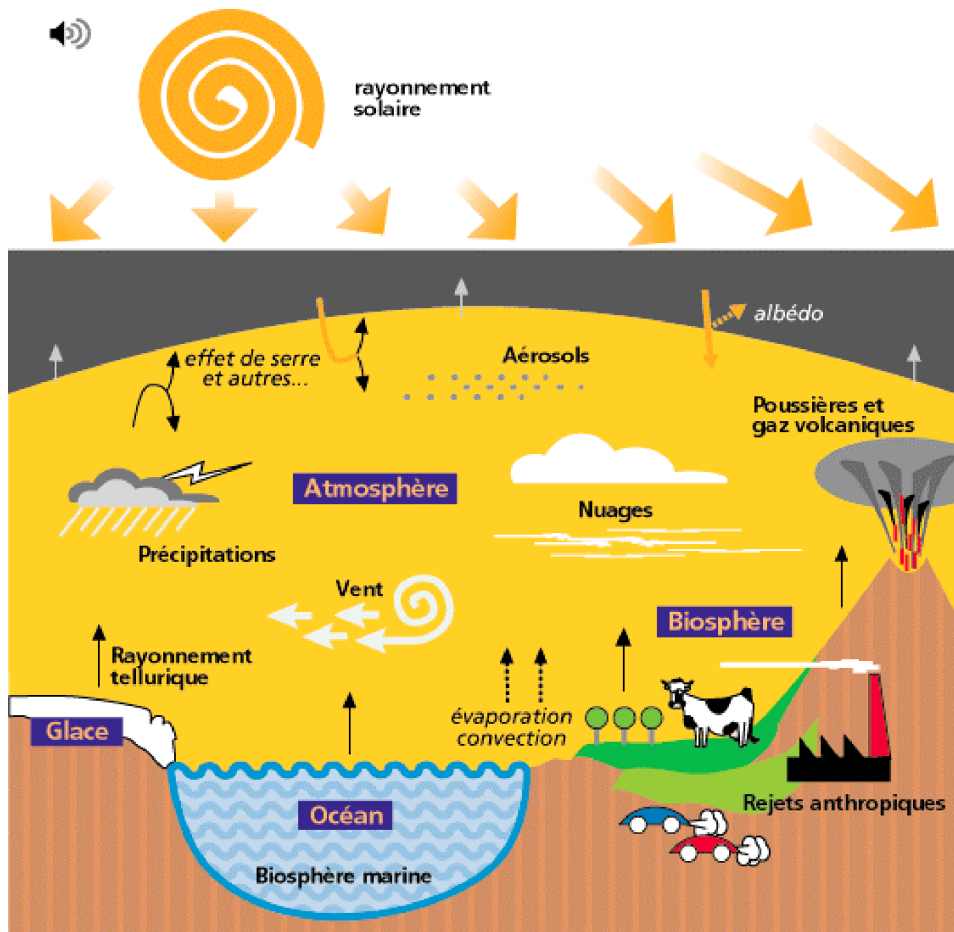 rayonnement
solaire
albédo
effet de serre
et autres...
Aérosols
Poussières et
gaz volcaniques
Atmosphère
Nuages
Précipitations
Vent
Biosphère
Rayonnement
tellurique
Glace
évaporation
convection
Océan
Rejets anthropiques
Biosphère marine